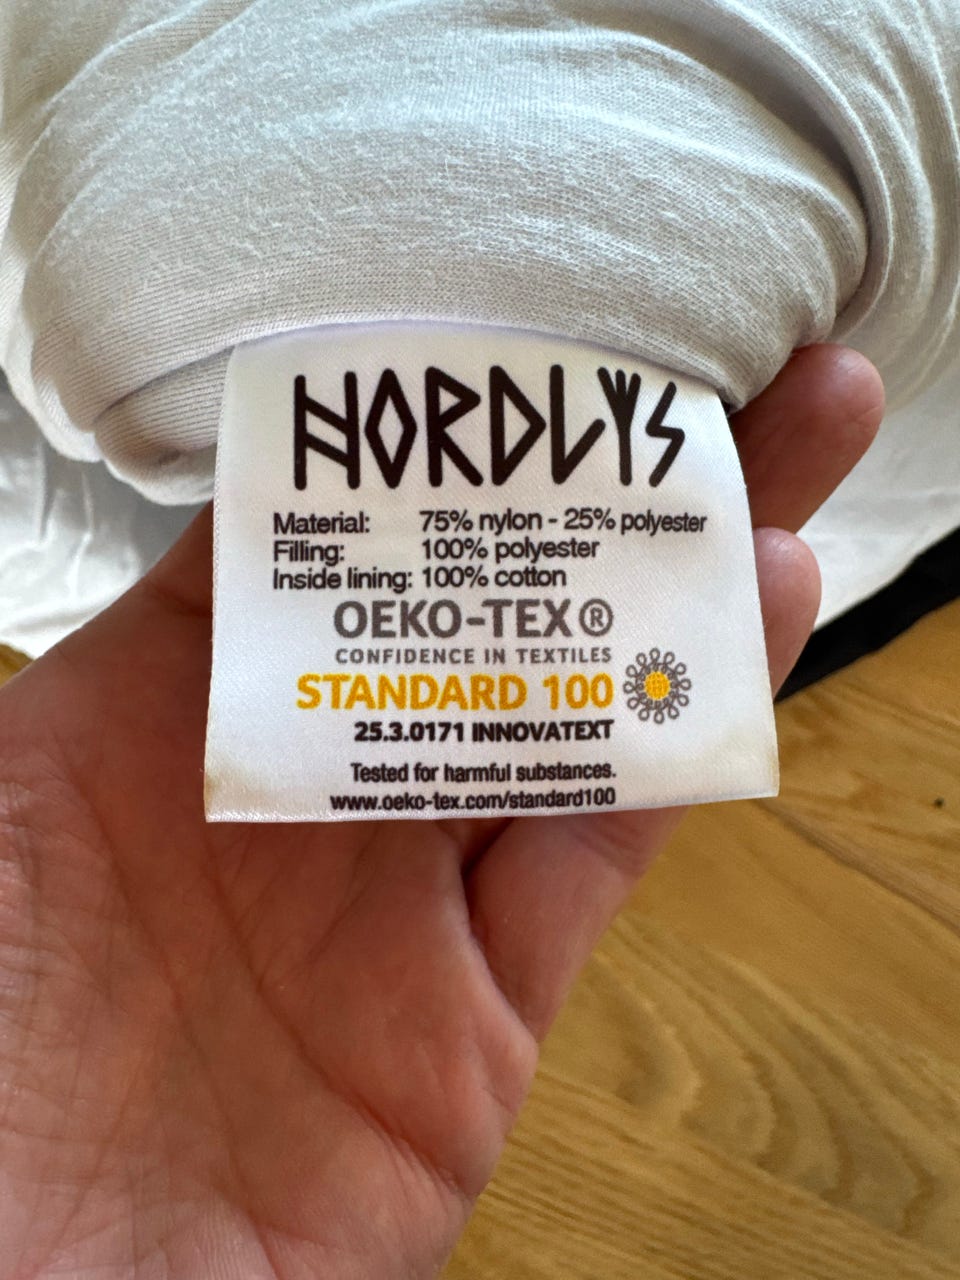 NORDLYS
Material: 75% nylon - 25% polyester
Filling: 100% polyester
Inside lining: 100% cotton
OEKO-TEX®
CONFIDENCE IN TEXTILES
STANDARD 100
25.3.0171 INNOVATEXT
Tested for harmful substances.
www.oeko-tex.com/standard100